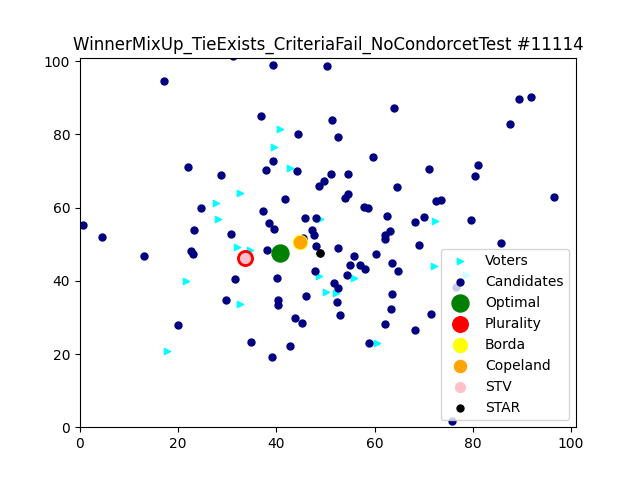 WinnerMixUp_TieExists_CriteriaFail_NoCondorcetTest #11114
100
80
60
40
20
0
0 20 40 60 80 100
Voters
Candidates
Optimal
Plurality
Borda
Copeland
STV
STAR